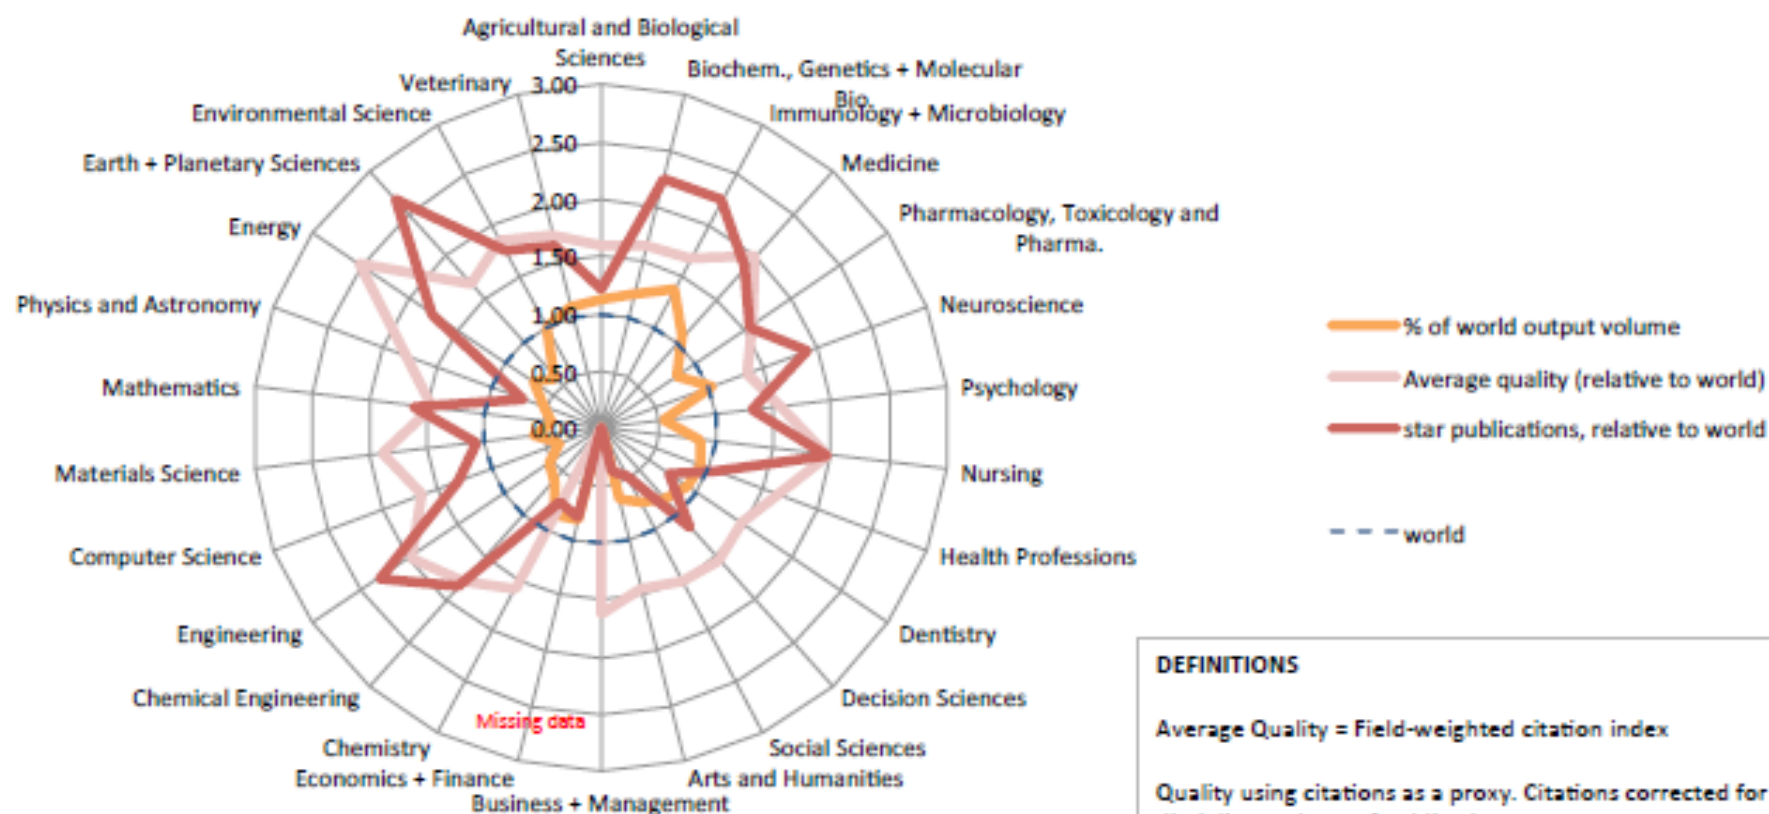 Agricultural and Biological
Sciences
Biochem., Genetics + Molecular
Bio.
Immunology + Microbiology
Medicine
Pharmacology, Toxicology and
Pharma.
Neuroscience
Psychology
Nursing
Health Professions
Dentistry
Decision Sciences
Social Sciences
Arts and Humanities
Business + Management
Economics + Finance
Chemistry
Chemical Engineering
Engineering
Computer Science
Materials Science
Mathematics
Physics and Astronomy
Energy
Earth + Planetary Sciences
Environmental Science
Veterinary
3.00
2.50
2.00
1.50
1.00
0.50
0.00
Missing data
% of world output volume
Average quality (relative to world)
star publications, relative to world
world
DEFINITIONS
Average Quality = Field-weighted citation index
Quality using citations as a proxy. Citations corrected for